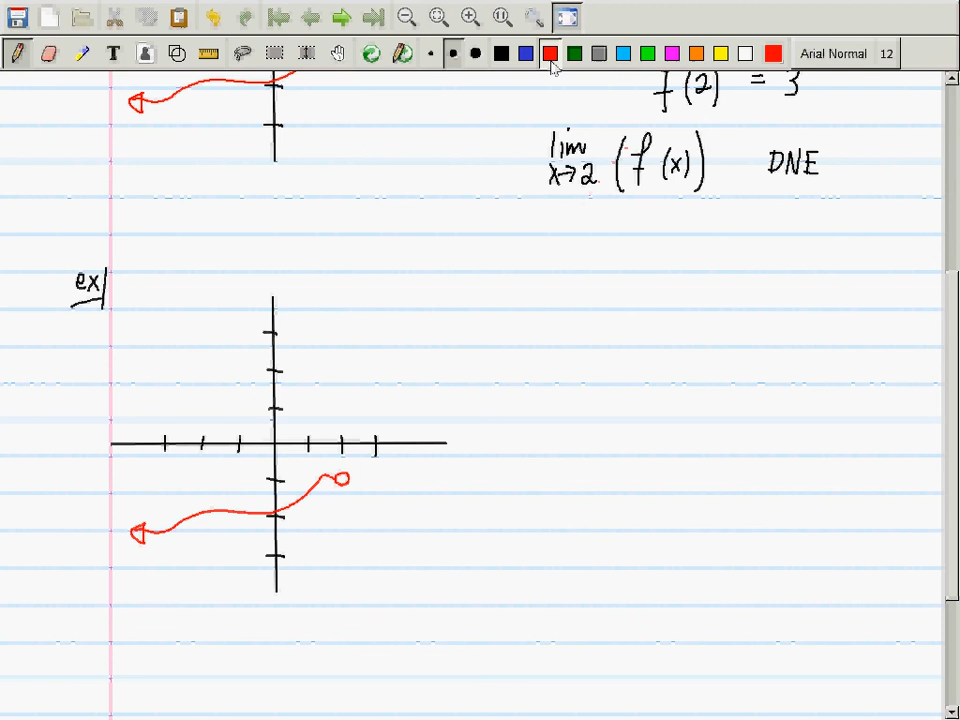 T
Arial Normal 12
f(2) = 3
lim x→2 (f(x)) DNE
ex